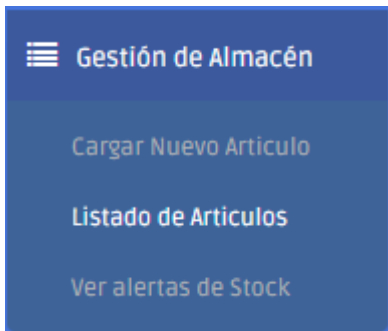 Gestión de Almacén
Cargar Nuevo Articulo
Listado de Articulos
Ver alertas de Stock